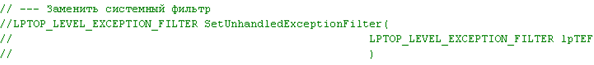 // --- Заменить системный фильтр
//LPTOP_LEVEL_EXCEPTION_FILTER SetUnhandledExceptionFilter(
// LPTOP_LEVEL_EXCEPTION_FILTER lpTEF
// )